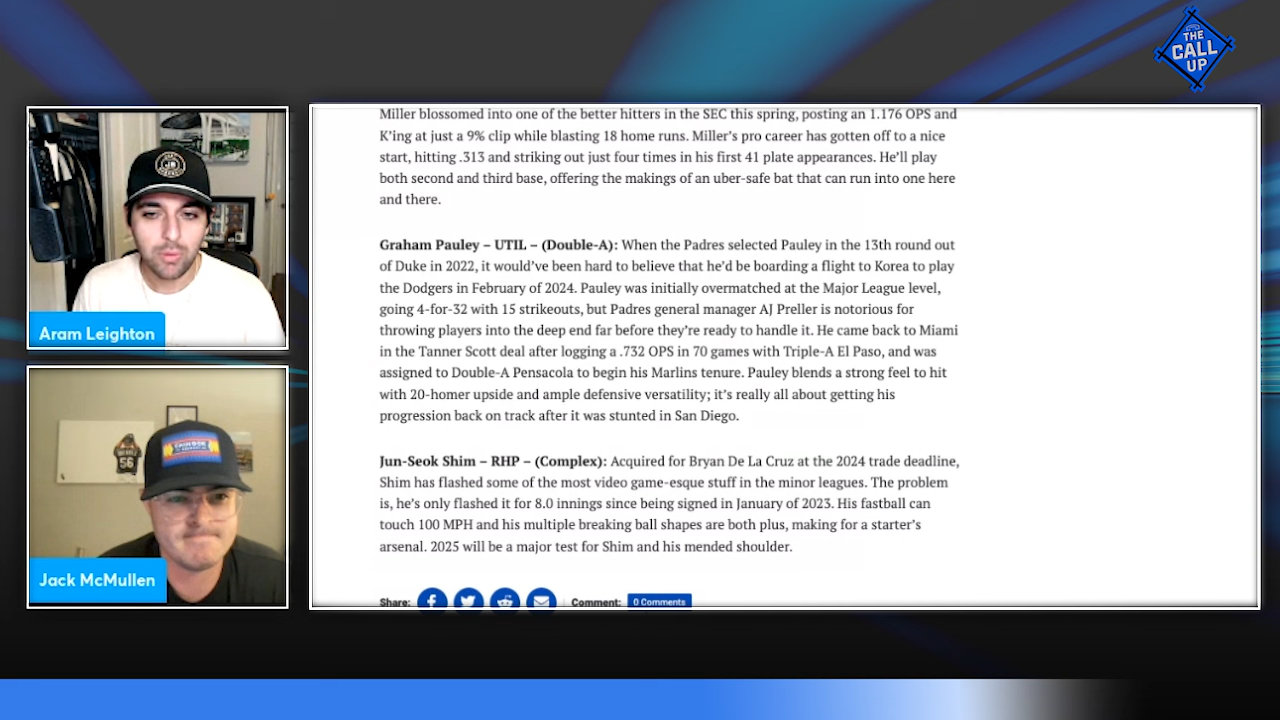 THE
CALL
UP
Miller blossomed into one of the better hitters in the SEC this spring, posting an 1.176 OPS and
K'ing at just a 9% clip while blasting 18 home runs. Miller's pro career has gotten off to a nice
start, hitting .313 and striking out just four times in his first 41 plate appearances. He'll play
both second and third base, offering the makings of an uber-safe bat that can run into one here
and there.
Graham Pauley – UTIL – (Double-A): When the Padres selected Pauley in the 13th round out
of Duke in 2022, it would've been hard to believe that he'd be boarding a flight to Korea to play
the Dodgers in February of 2024. Pauley was initially overmatched at the Major League level,
going 4-for-32 with 15 strikeouts, but Padres general manager AJ Preller is notorious for
throwing players into the deep end far before they're ready to handle it. He came back to Miami
in the Tanner Scott deal after logging a .732 OPS in 70 games with Triple-A El Paso, and was
assigned to Double-A Pensacola to begin his Marlins tenure. Pauley blends a strong feel to hit
with 20-homer upside and ample defensive versatility; it's really all about getting his
progression back on track after it was stunted in San Diego.
Jun-Seok Shim – RHP – (Complex): Acquired for Bryan De La Cruz at the 2024 trade deadline,
Shim has flashed some of the most video game-esque stuff in the minor leagues. The problem
is, he's only flashed it for 8.0 innings since being signed in January of 2023. His fastball can
touch 100 MPH and his multiple breaking ball shapes are both plus, making for a starter's
arsenal. 2025 will be a major test for Shim and his mended shoulder.
Share: Comment: 0 Comments
Aram Leighton
56
Jack McMullen